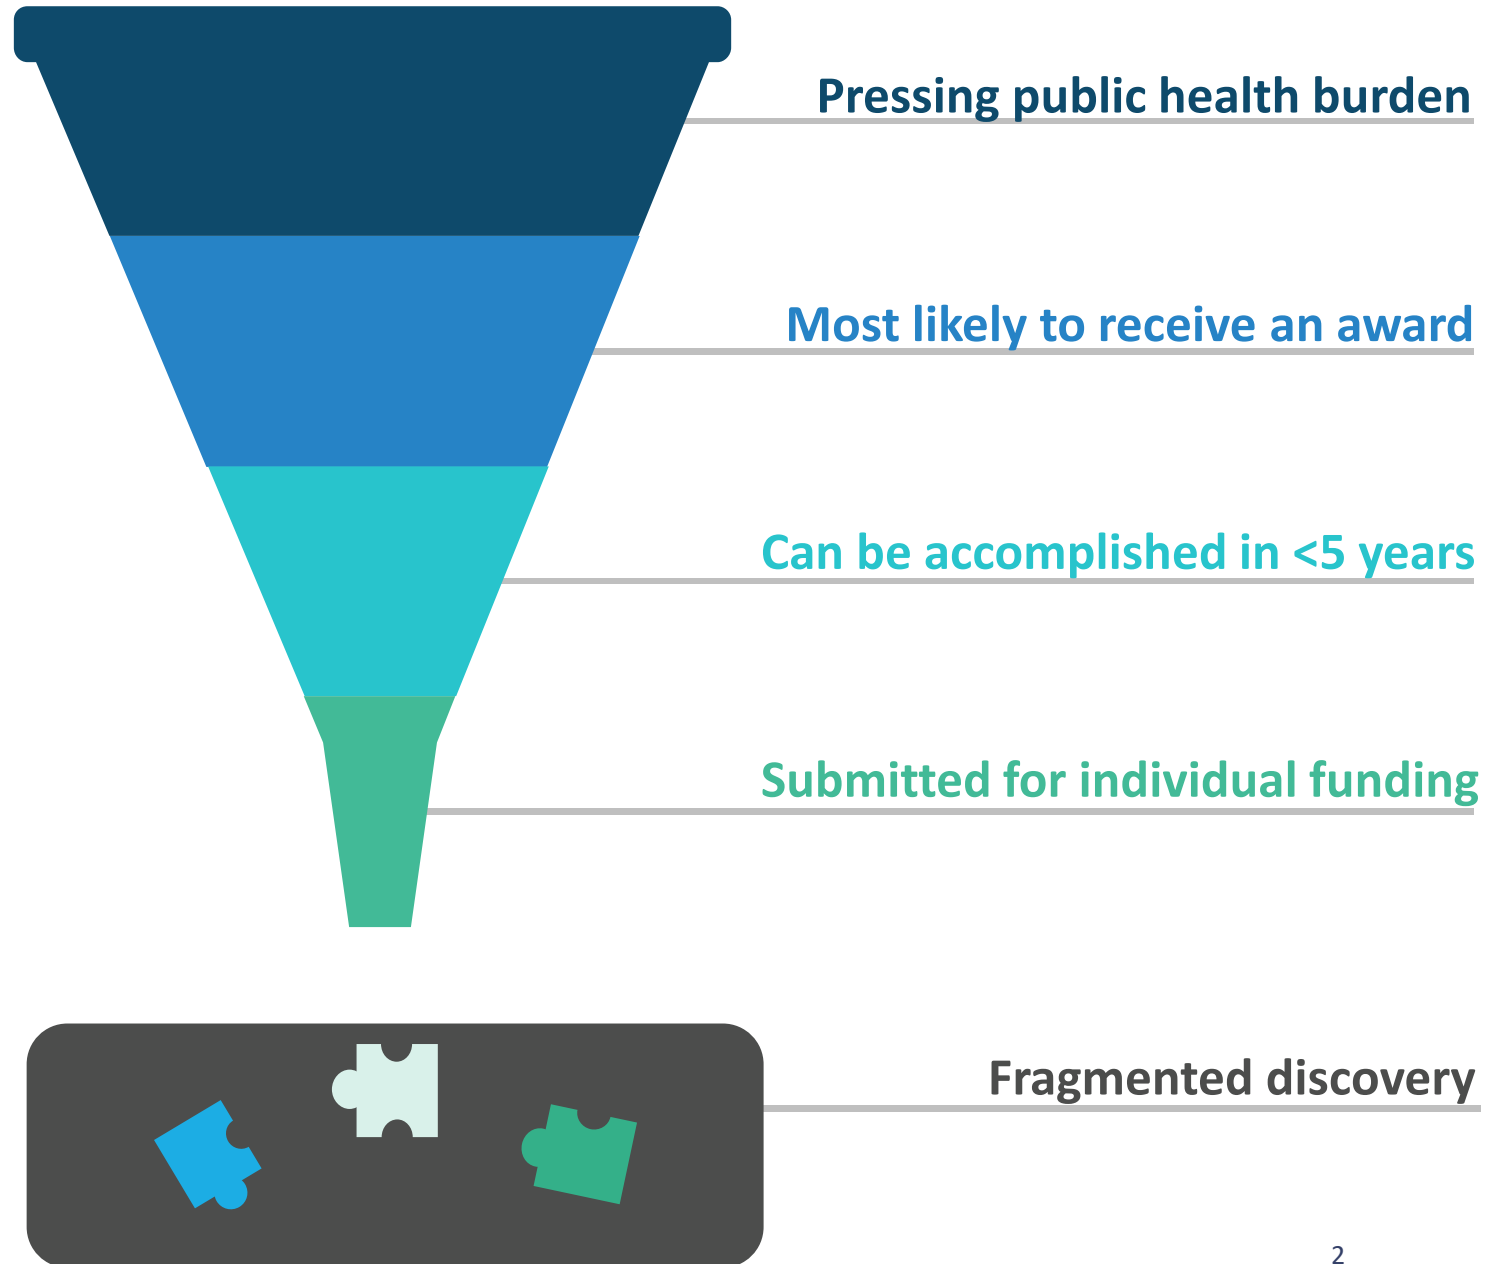 Pressing public health burden
Most likely to receive an award
Can be accomplished in <5 years
Submitted for individual funding
Fragmented discovery
2